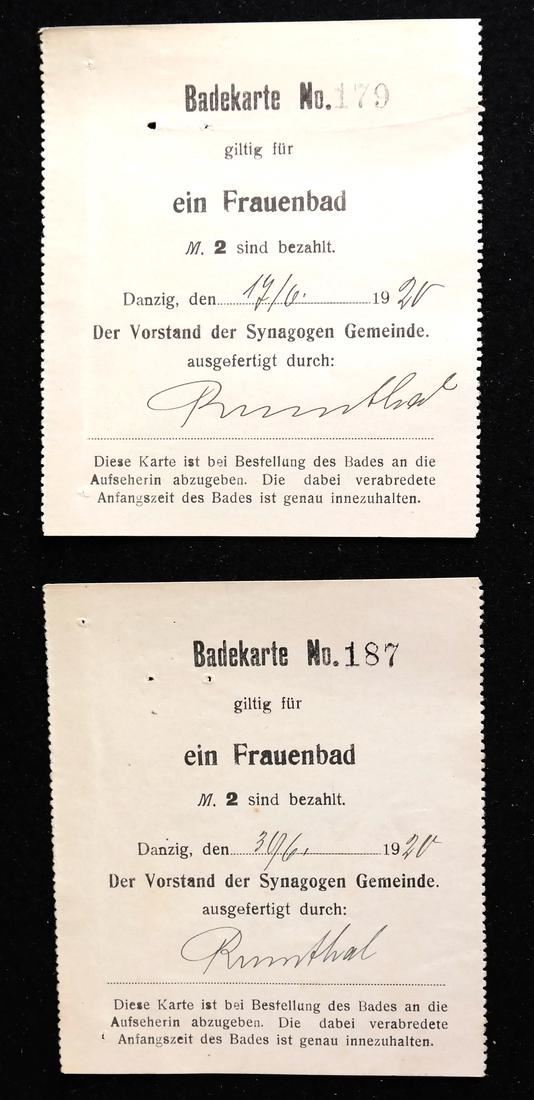 Badekarte No. 179
giltig für
ein Frauenbad
M. 2 sind bezahlt.
Danzig, den 17/6. 1920
Der Vorstand der Synagogen Gemeinde.
ausgefertigt durch:
Diese Karte ist bei Bestellung des Bades an die
Aufseherin abzugeben. Die dabei verabredete
Anfangszeit des Bades ist genau innezuhalten.
Badekarte No. 187
giltig für
ein Frauenbad
M. 2 sind bezahlt.
Danzig, den 30/6. 1920
Der Vorstand der Synagogen Gemeinde.
ausgefertigt durch:
Diese Karte ist bei Bestellung des Bades an die
Aufseherin abzugeben. Die dabei verabredete
Anfangszeit des Bades ist genau innezuhalten.